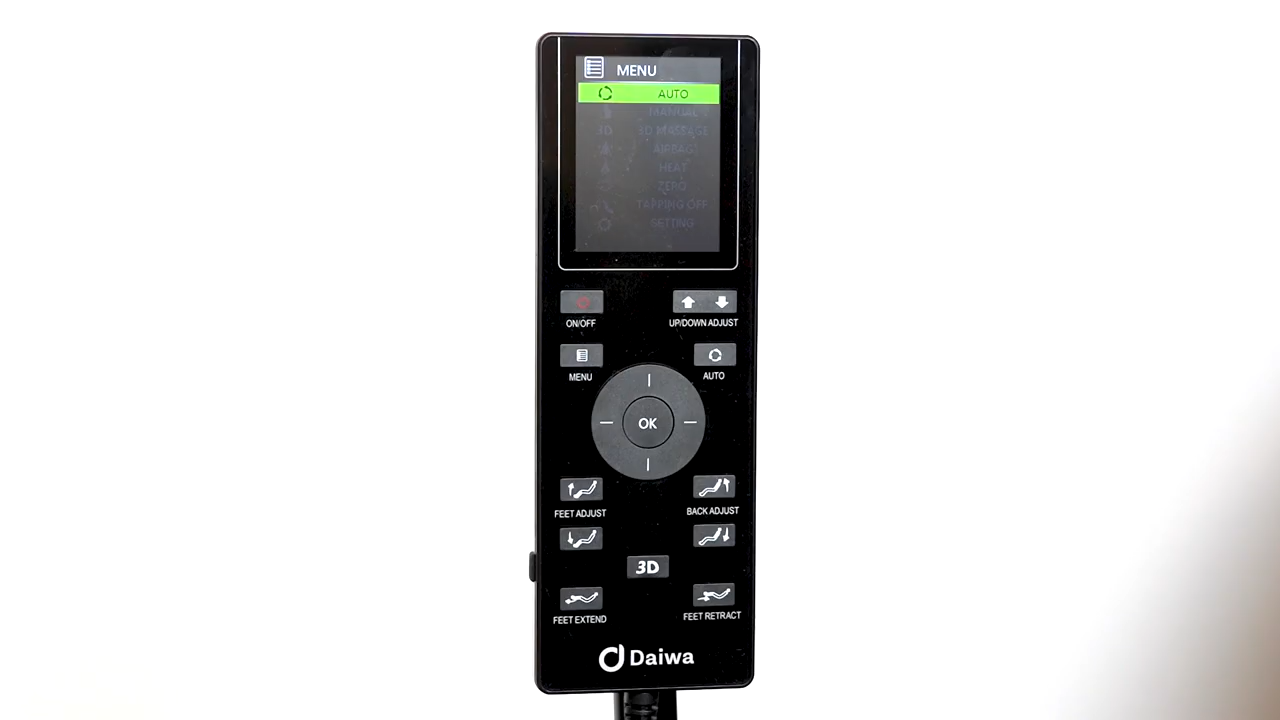 MENU
AUTO
MANUAL
3D MASSAGE
AIRBAG
HEAT
ZERO
TAPPING OFF
SETTING
ON/OFF
UP/DOWN ADJUST
MENU
AUTO
OK
FEET ADJUST
BACK ADJUST
3D
FEET EXTEND
FEET RETRACT
Daiwa